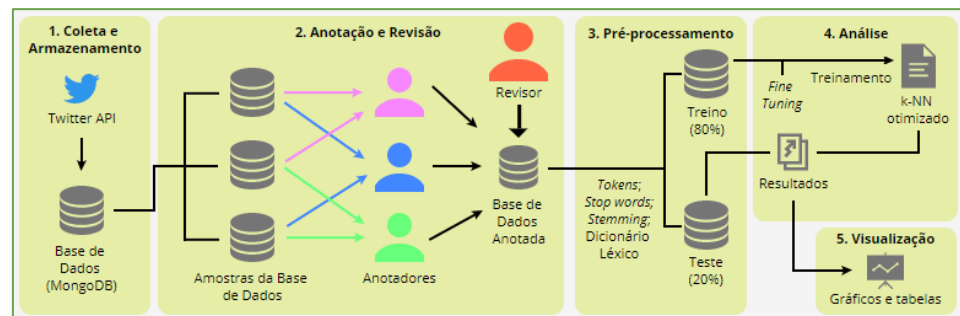 1. Coleta e
Armazenamento
Twitter API
Base de
Dados
(MongoDB)
2. Anotação e Revisão
Revisor
Amostras da Base
de Dados
Anotadores
Base de
Dados
Anotada
3. Pré-processamento
Treino
(80%)
Tokens;
Stop words;
Stemming;
Dicionário
Léxico
Teste
(20%)
4. Análise
Fine
Tuning
Treinamento
k-NN
otimizado
Resultados
5. Visualização
Gráficos e tabelas